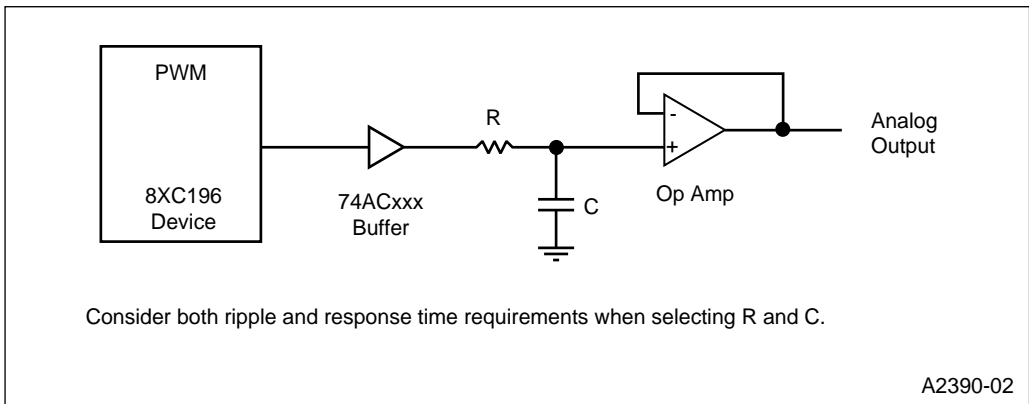 PWM
8XC196
Device
74ACxxx
Buffer
R
C
-
+
Op Amp
Analog
Output
Consider both ripple and response time requirements when selecting R and C.
A2390-02